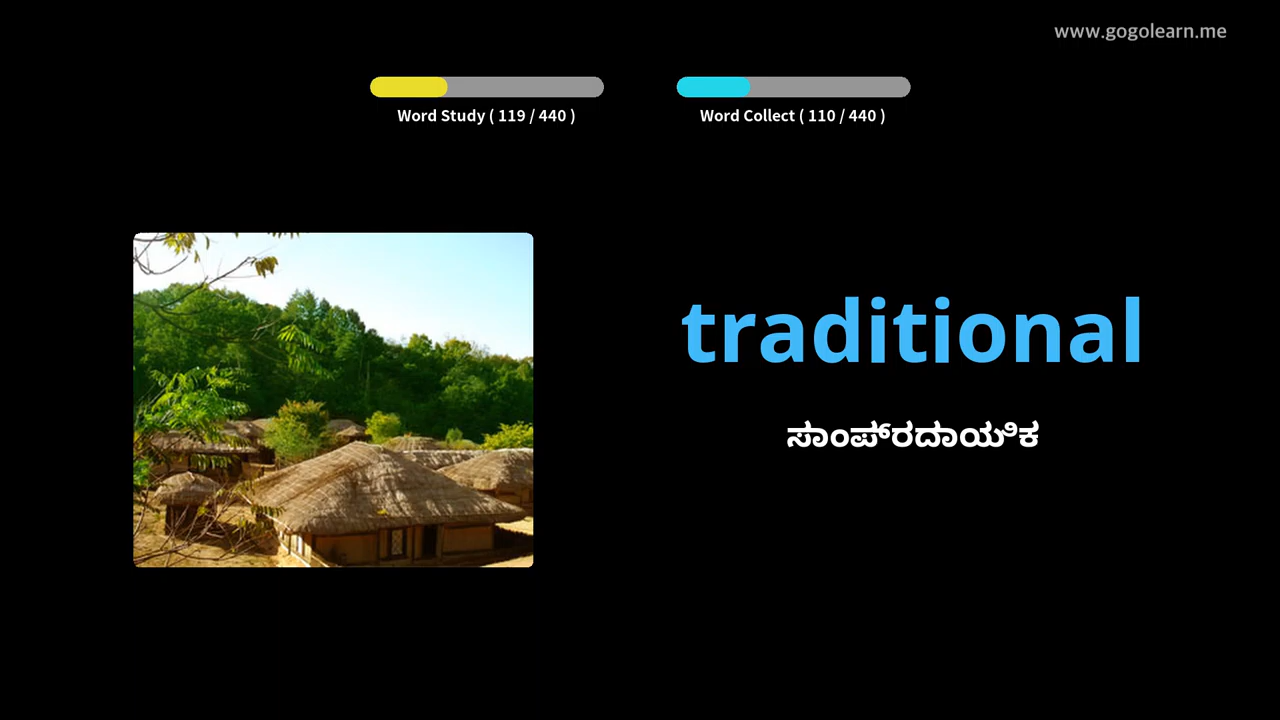 www.gogolearn.me
Word Study ( 119 / 440 )
Word Collect ( 110 / 440 )
traditional
ಸಾಂಪ್ರದಾಯಿಕ